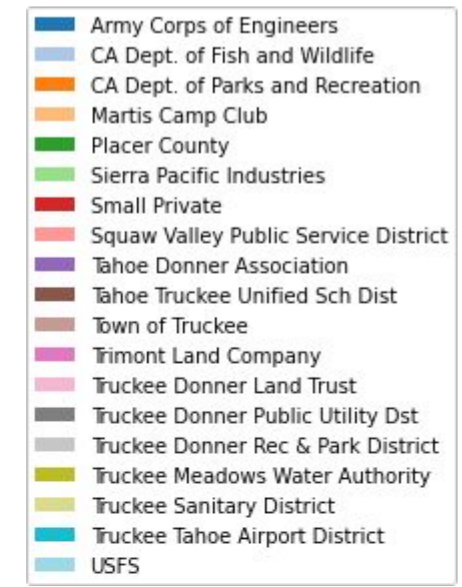 Army Corps of Engineers
CA Dept. of Fish and Wildlife
CA Dept. of Parks and Recreation
Martis Camp Club
Placer County
Sierra Pacific Industries
Small Private
Squaw Valley Public Service District
Tahoe Donner Association
Tahoe Truckee Unified Sch Dist
Town of Truckee
Trimont Land Company
Truckee Donner Land Trust
Truckee Donner Public Utility Dst
Truckee Donner Rec & Park District
Truckee Meadows Water Authority
Truckee Sanitary District
Truckee Tahoe Airport District
USFS